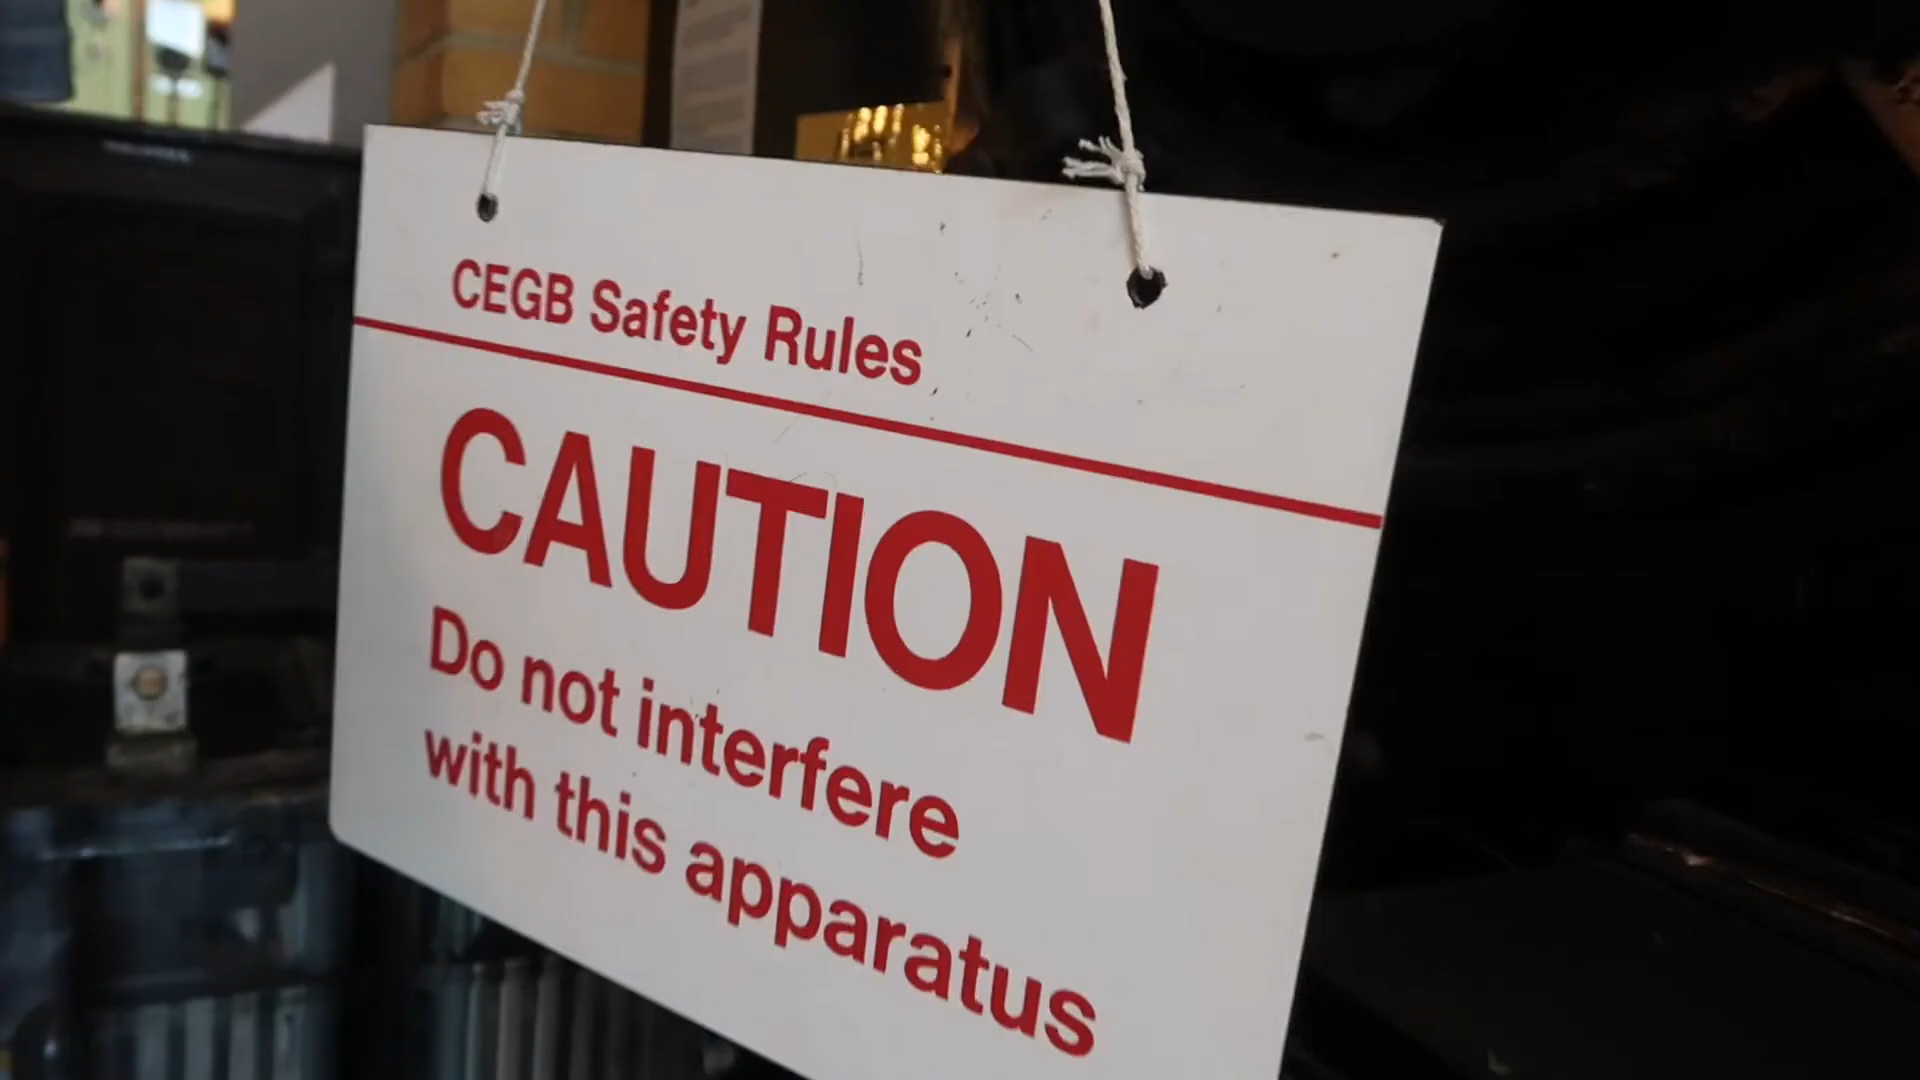 CEGB Safety Rules
CAUTION
Do not interfere
with this apparatus